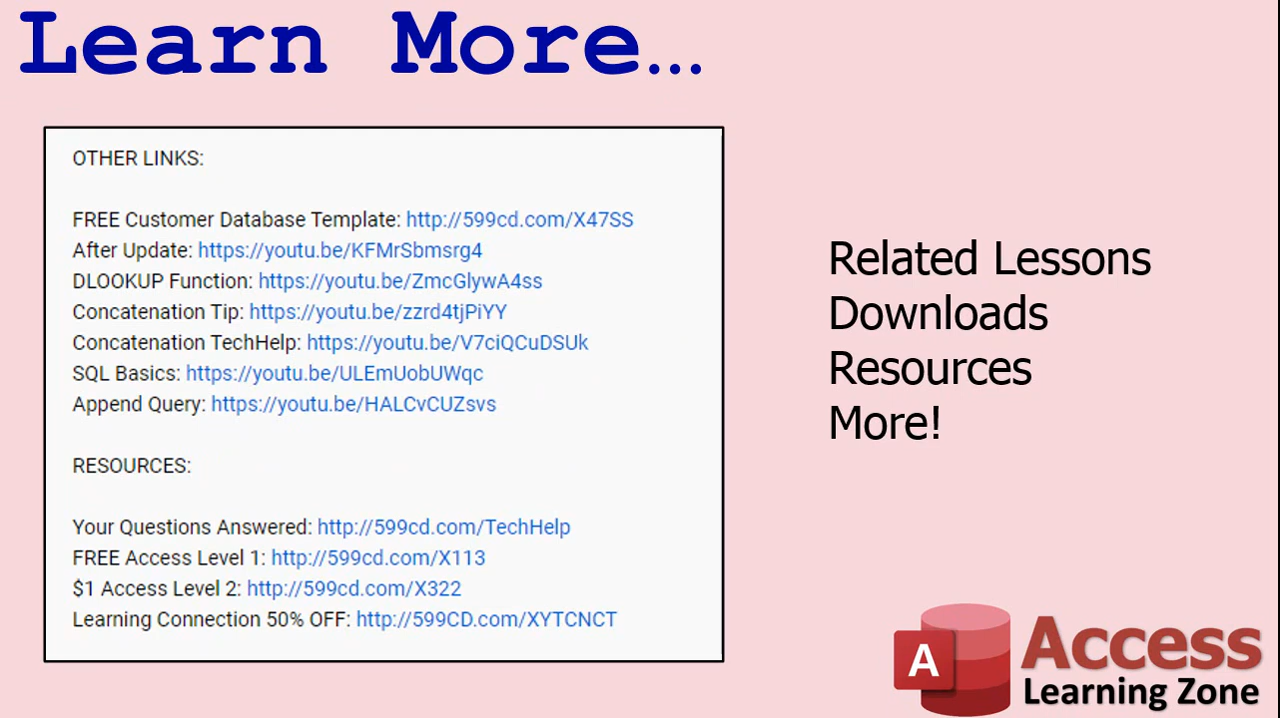 Learn More...
OTHER LINKS:
FREE Customer Database Template: http://599cd.com/X47SS
After Update: https://youtu.be/KFMrSbmsrg4
DLOOKUP Function: https://youtu.be/ZmcGlywA4ss
Concatenation Tip: https://youtu.be/zzrd4tjPiYY
Concatenation TechHelp: https://youtu.be/V7ciQCuDSUk
SQL Basics: https://youtu.be/ULEmUobUWqc
Append Query: https://youtu.be/HALCvCUZsvs
RESOURCES:
Your Questions Answered: http://599cd.com/TechHelp
FREE Access Level 1: http://599cd.com/X113
$1 Access Level 2: http://599cd.com/X322
Learning Connection 50% OFF: http://599CD.com/XYTCNCT
Related Lessons
Downloads
Resources
More!
A
Access
Learning Zone